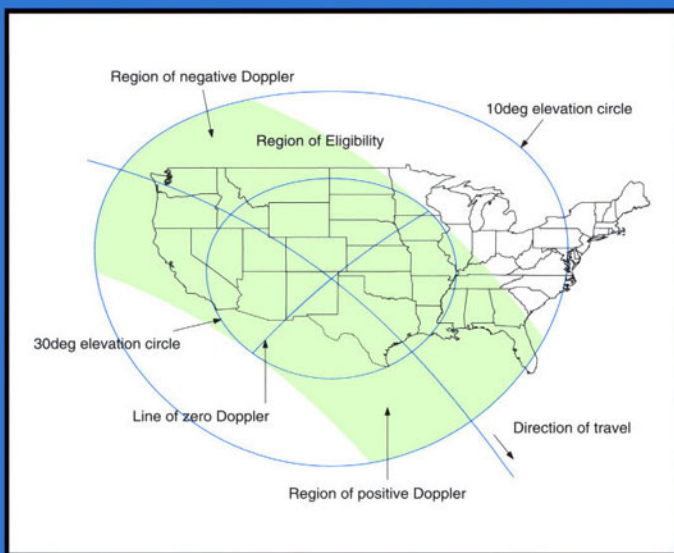 Region of negative Doppler
10deg elevation circle
Region of Eligibility
30deg elevation circle
Line of zero Doppler
Direction of travel
Region of positive Doppler